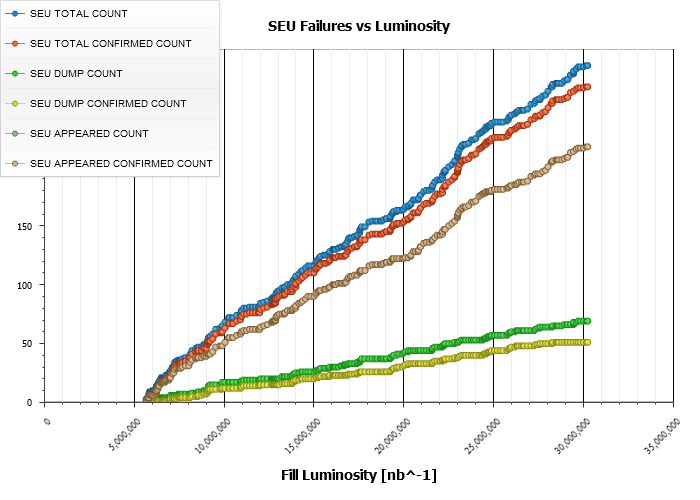 SEU Failures vs Luminosity
SEU TOTAL COUNT
SEU TOTAL CONFIRMED COUNT
SEU DUMP COUNT
SEU DUMP CONFIRMED COUNT
SEU APPEARED COUNT
SEU APPEARED CONFIRMED COUNT
150
100
50
0
0
5,000,000
10,000,000
15,000,000
20,000,000
25,000,000
30,000,000
35,000,000
Fill Luminosity [nb^-1]